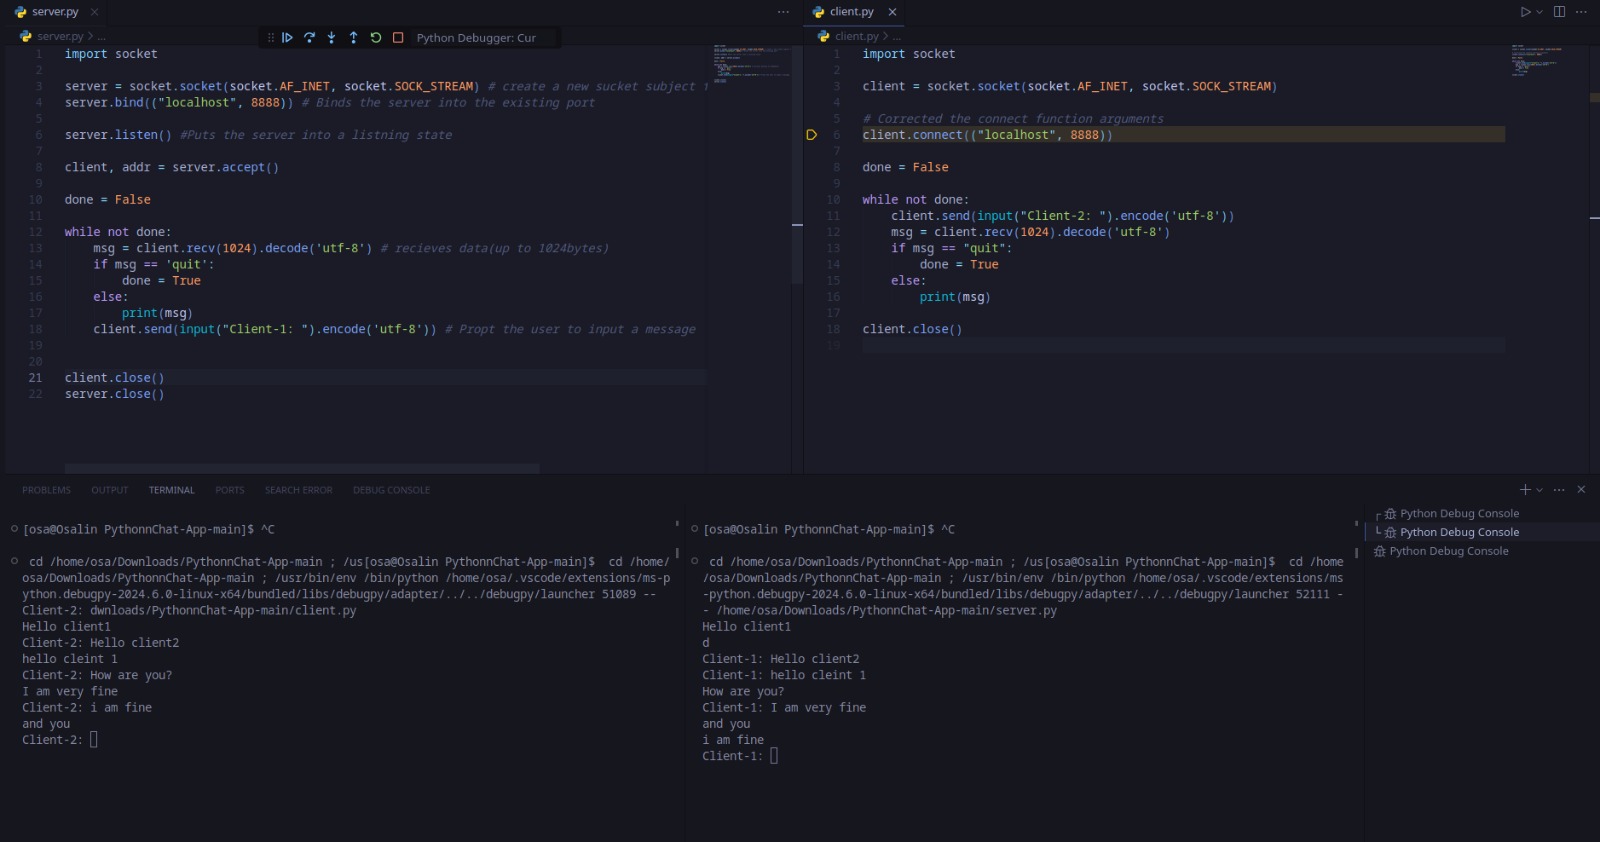 server.py
server.py > ...
Python Debugger: Cur
1 import socket
2
3 server = socket.socket(socket.AF_INET, socket.SOCK_STREAM) # create a new sucket subject
4 server.bind(("localhost", 8888)) # Binds the server into the existing port
5
6 server.listen() #Puts the server into a listning state
7
8 client, addr = server.accept()
9
10 done = False
11
12 while not done:
13 msg = client.recv(1024).decode('utf-8') # recieves data(up to 1024bytes)
14 if msg == 'quit':
15 done = True
16 else:
17 print(msg)
18 client.send(input("Client-1: ").encode('utf-8')) # Propt the user to input a message
19
20
21 client.close()
22 server.close()
client.py
client.py > ...
1 import socket
2
3 client = socket.socket(socket.AF_INET, socket.SOCK_STREAM)
4
5 # Corrected the connect function arguments
6 client.connect(("localhost", 8888))
7
8 done = False
9
10 while not done:
11 client.send(input("Client-2: ").encode('utf-8'))
12 msg = client.recv(1024).decode('utf-8')
13 if msg == "quit":
14 done = True
15 else:
16 print(msg)
17
18 client.close()
19
PROBLEMS OUTPUT TERMINAL PORTS SEARCH ERROR DEBUG CONSOLE
[osa@Osalin PythonnChat-App-main]$ ^C
cd /home/osa/Downloads/PythonnChat-App-main ; /us[osa@Osalin PythonnChat-App-main]$ cd /home/
osa/Downloads/PythonnChat-App-main ; /usr/bin/env /bin/python /home/osa/.vscode/extensions/ms-p
ython.debugpy-2024.6.0-linux-x64/bundled/libs/debugpy/adapter/../../debugpy/launcher 51089 --
Client-2: dwnloads/PythonnChat-App-main/client.py
Hello client1
Client-2: Hello client2
hello cleint 1
Client-2: How are you?
I am very fine
Client-2: i am fine
and you
Client-2:
[osa@Osalin PythonnChat-App-main]$ ^C
cd /home/osa/Downloads/PythonnChat-App-main ; /us[osa@Osalin PythonnChat-App-main]$ cd /home
/osa/Downloads/PythonnChat-App-main ; /usr/bin/env /bin/python /home/osa/.vscode/extensions/ms
-python.debugpy-2024.6.0-linux-x64/bundled/libs/debugpy/adapter/../../debugpy/launcher 52111 -
- /home/osa/Downloads/PythonnChat-App-main/server.py
Hello client1
d
Client-1: Hello client2
Client-1: hello cleint 1
How are you?
Client-1: I am very fine
and you
i am fine
Client-1:
Python Debug Console
Python Debug Console
Python Debug Console